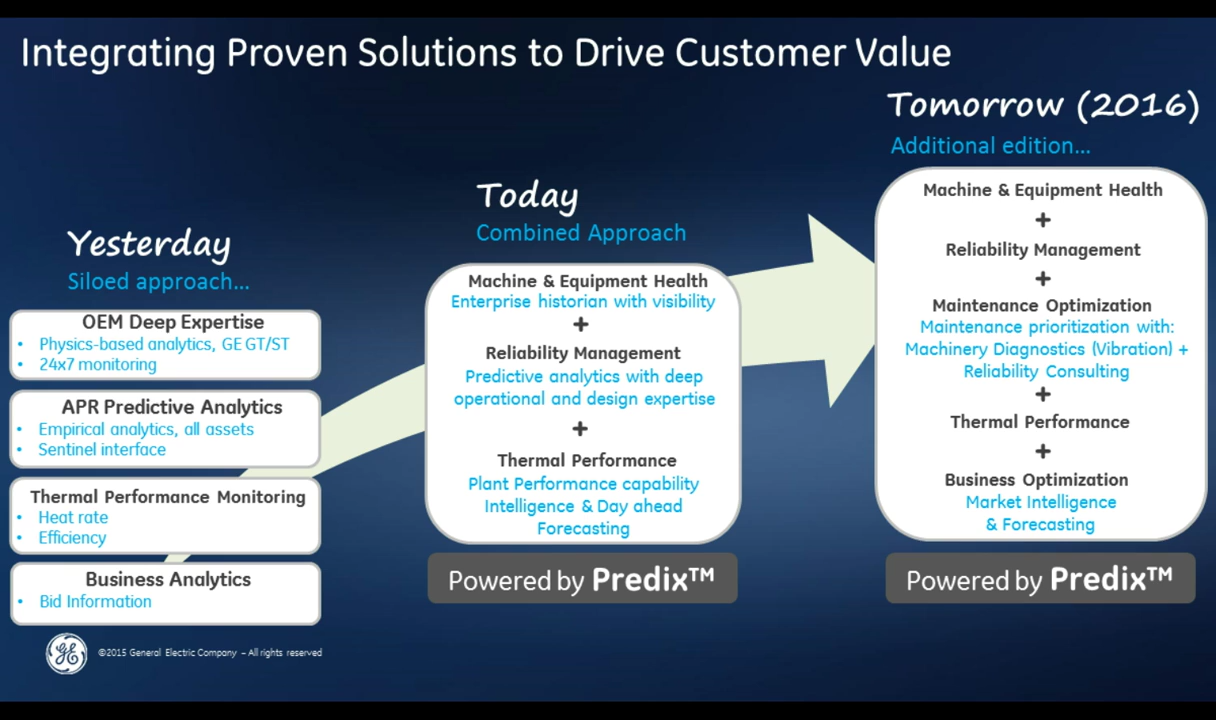 Integrating Proven Solutions to Drive Customer Value
Yesterday
Siloed approach...
OEM Deep Expertise
• Physics-based analytics, GE GT/ST
• 24x7 monitoring
APR Predictive Analytics
• Empirical analytics, all assets
• Sentinel interface
Thermal Performance Monitoring
• Heat rate
• Efficiency
Business Analytics
• Bid Information
Today
Combined Approach
Machine & Equipment Health
Enterprise historian with visibility
+
Reliability Management
Predictive analytics with deep
operational and design expertise
+
Thermal Performance
Plant Performance capability
Intelligence & Day ahead
Forecasting
Powered by Predix™
Tomorrow (2016)
Additional edition...
Machine & Equipment Health
+
Reliability Management
+
Maintenance Optimization
Maintenance prioritization with:
Machinery Diagnostics (Vibration) +
Reliability Consulting
+
Thermal Performance
+
Business Optimization
Market Intelligence
& Forecasting
Powered by Predix™
GE
©2015 General Electric Company – All rights reserved